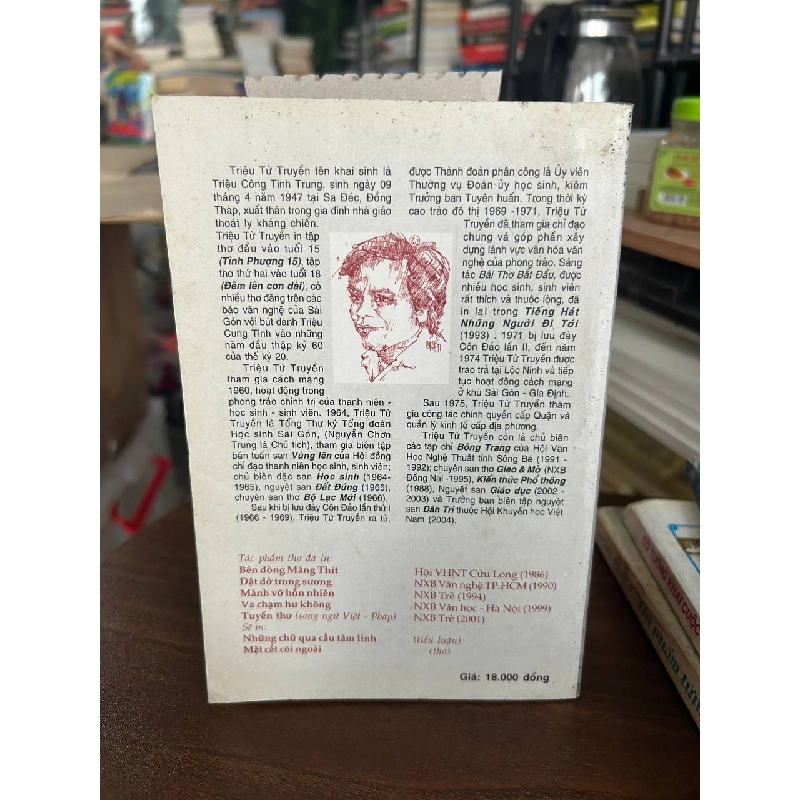 Triệu Từ Truyền tên khai sinh là
Triệu Công Tinh Trung, sinh ngày 09
tháng 4 năm 1947 tại Sa Đéc, Đồng
Tháp, xuất thân trong gia đình nhà giáo
thoát ly kháng chiến.
Triệu Từ Truyền in tập
thơ đầu vào tuổi 15
(Tình Phượng 15), tập
thơ thứ hai vào tuổi 18
(Đêm lên cơn dài), có
nhiều thơ đăng trên các
báo văn nghệ của Sài
Gòn với bút danh Triệu
Cung Tinh vào những
năm đầu thập kỷ 60
của thế kỷ 20.
Triệu Từ Truyền
tham gia cách mạng
1960, hoạt động trong
phong trào chính trị của thanh niên -
học sinh - sinh viên. 1964, Triệu Từ
Truyền là Tổng Thư ký Tổng đoàn
Học sinh Sài Gòn, (Nguyễn Chơn
Trung là Chủ tịch), tham gia biên tập
bán tuần san Vùng lên của Hội đồng
chỉ đạo thanh niên học sinh, sinh viên;
chủ biên đặc san Học sinh (1964-
1965), nguyệt san Đất Đứng (1965),
chuyên san thơ Bộ Lạc Mới (1966).
Sau khi bị lưu đày Côn Đảo lần thứ I
(1966 - 1969), Triệu Từ Truyền ra tù,
được Thành đoàn phân công là Ủy viên
Thường vụ Đoàn ủy học sinh, kiêm
Trưởng ban Tuyên huấn. Trong thời kỳ
cao trào đô thị 1969 -1971, Triệu Từ
Truyền đã tham gia chỉ đạo
chung và góp phần xây
dựng lãnh vực văn hóa văn
nghệ của phong trào. Sáng
tác Bài Thơ Bắt Đầu, được
nhiều học sinh, sinh viên
rất thích và thuộc lòng, đã
in lại trong Tiếng Hát
Những Người Đi Tới
(1993) . 1971 bị lưu đày
Côn Đảo lần II, đến năm
1974 Triệu Từ Truyền được
trao trả tại Lộc Ninh và tiếp
tục hoạt động cách mạng
ở khu Sài Gòn - Gia Định.
Sau 1975, Triệu Từ Truyền tham
gia công tác chính quyền cấp Quận và
quản lý kinh tế cấp địa phương.
Triệu Từ Truyền còn là chủ biên
các tập chí Đông Trang của Hội Văn
Học Nghệ Thuật tỉnh Sông Bé (1991 -
1992); chuyên san thơ Giao & Mở (NXB
Đồng Nai -1995), Kiến thức Phổ thông
(1988), Nguyệt san Giáo dục (2002 -
2003) và Trưởng ban biên tập nguyệt
san Dân Trí thuộc Hội Khuyến học Việt
Nam (2004).
Tác phẩm thơ đã in:
Bên dòng Măng Thít Hội VHNT Cửu Long (1986)
Dật dờ trong sương NXB Văn nghệ TP.HCM (1990)
Mảnh vỡ hồn nhiên NXB Trẻ (1994)
Va chạm hư không NXB Văn học - Hà Nội (1999)
Tuyển thơ (song ngữ Việt - Pháp) NXB Trẻ (2001)
Sẽ in:
Những chữ qua cầu tâm linh (tiểu luận)
Mặt cắt cõi ngoài (thơ)
Giá: 18.000 đồng